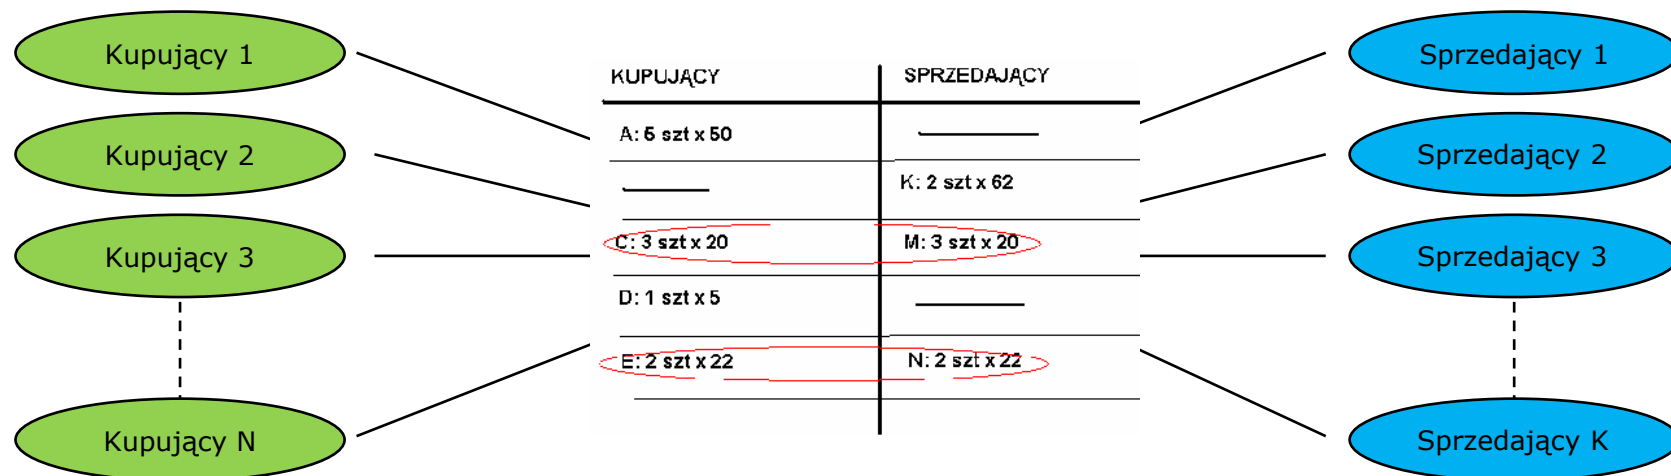 Kupujący 1
Kupujący 2
Kupujący 3
Kupujący N
KUPUJĄCY SPRZEDAJĄCY
A: 5 szt x 50
K: 2 szt x 62
C: 3 szt x 20 M: 3 szt x 20
D: 1 szt x 5
E: 2 szt x 22 N: 2 szt x 22
Sprzedający 1
Sprzedający 2
Sprzedający 3
Sprzedający K